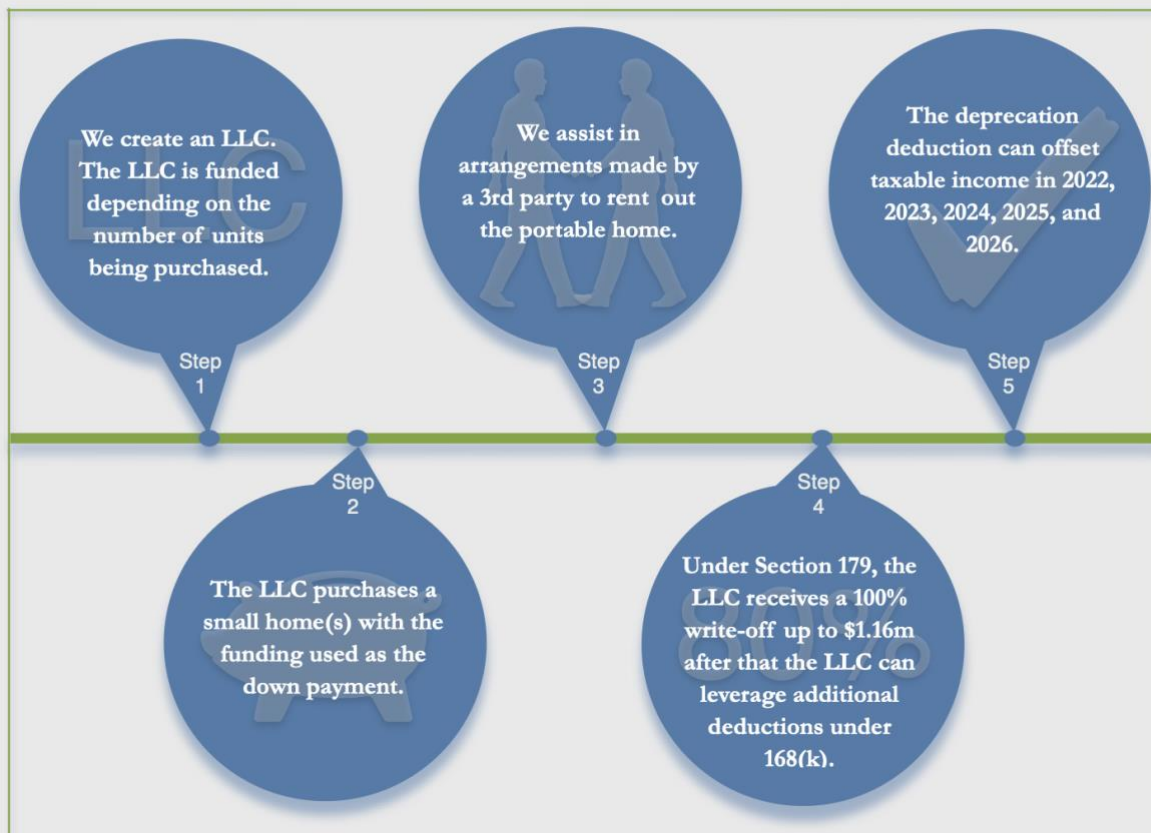 We create an LLC.
The LLC is funded
depending on the
number of units
being purchased.
LLC
Step
1
Step
2
The LLC purchases a
small home(s) with the
funding used as the
down payment.
We assist in
arrangements made by
a 3rd party to rent out
the portable home.
Step
3
Step
4
Under Section 179, the
LLC receives a 100%
write-off up to $1.16m
after that the LLC can
leverage additional
deductions under
168(k).
80%
The deprecation
deduction can offset
taxable income in 2022,
2023, 2024, 2025, and
2026.
Step
5